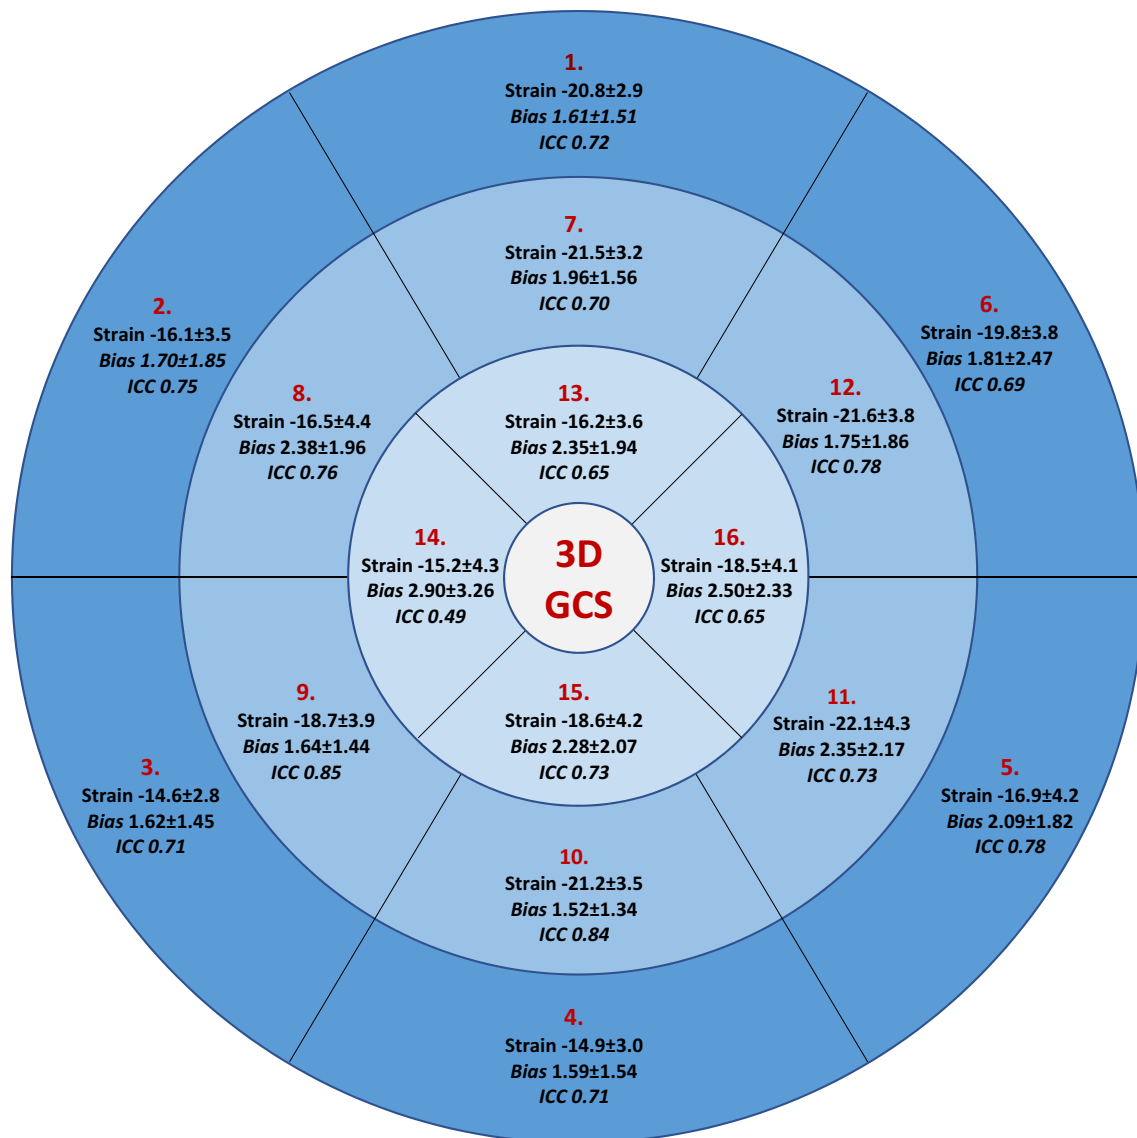 1.
Strain -20.8±2.9
Bias 1.61±1.51
ICC 0.72
2.
Strain -16.1±3.5
Bias 1.70±1.85
ICC 0.75
3.
Strain -14.6±2.8
Bias 1.62±1.45
ICC 0.71
4.
Strain -14.9±3.0
Bias 1.59±1.54
ICC 0.71
5.
Strain -16.9±4.2
Bias 2.09±1.82
ICC 0.78
6.
Strain -19.8±3.8
Bias 1.81±2.47
ICC 0.69
7.
Strain -21.5±3.2
Bias 1.96±1.56
ICC 0.70
8.
Strain -16.5±4.4
Bias 2.38±1.96
ICC 0.76
9.
Strain -18.7±3.9
Bias 1.64±1.44
ICC 0.85
10.
Strain -21.2±3.5
Bias 1.52±1.34
ICC 0.84
11.
Strain -22.1±4.3
Bias 2.35±2.17
ICC 0.73
12.
Strain -21.6±3.8
Bias 1.75±1.86
ICC 0.78
13.
Strain -16.2±3.6
Bias 2.35±1.94
ICC 0.65
14.
Strain -15.2±4.3
Bias 2.90±3.26
ICC 0.49
15.
Strain -18.6±4.2
Bias 2.28±2.07
ICC 0.73
16.
Strain -18.5±4.1
Bias 2.50±2.33
ICC 0.65
3D
GCS